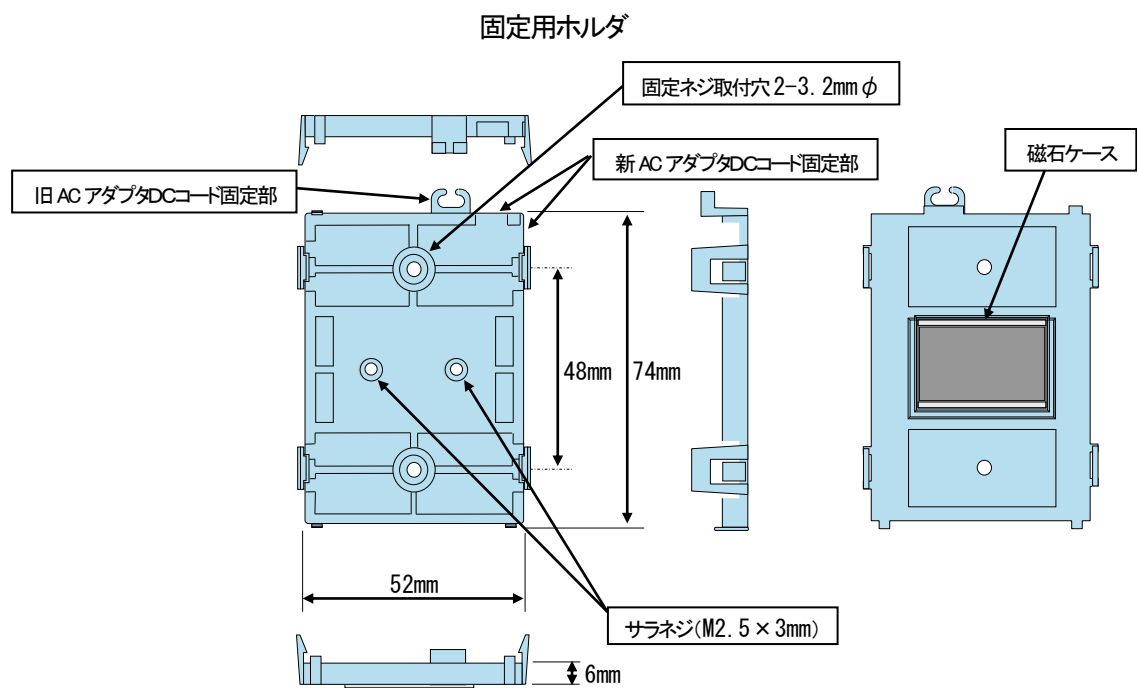 固定用ホルダ
固定ネジ取付穴 2-3.2mmφ
新 AC アダプタDCコード固定部
磁石ケース
旧 AC アダプタDCコード固定部
48mm
74mm
52mm
サラネジ(M2.5×3mm)
6mm